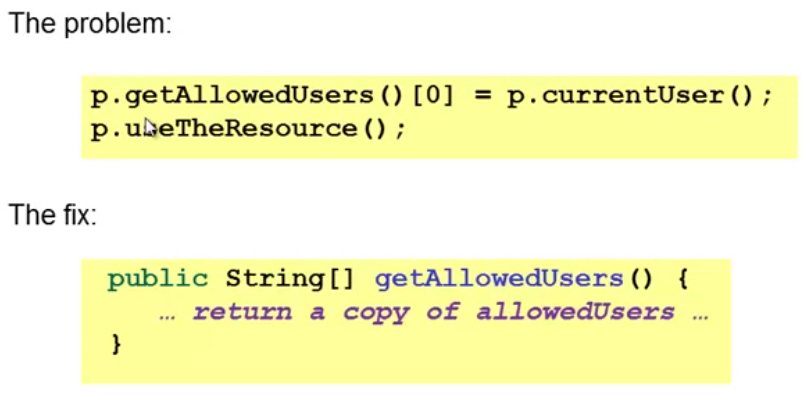 The problem:
p.getAllowedUsers()[0] = p.currentUser();
p.useTheResource();
The fix:
public String[] getAllowedUsers() {
… return a copy of allowedUsers …
}